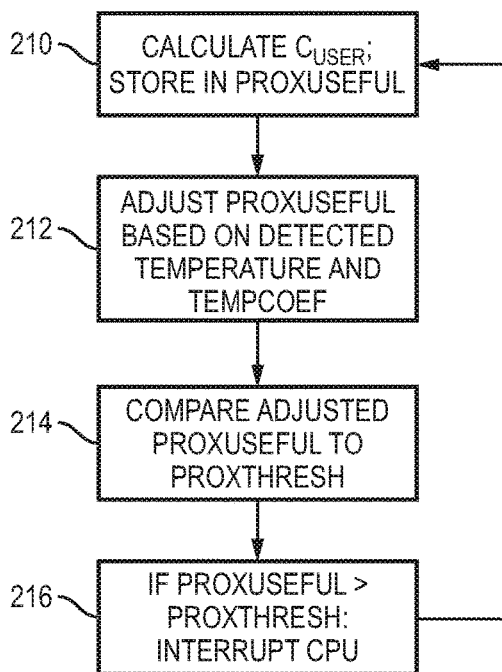 210
CALCULATE C_USER;
STORE IN PROXUSEFUL
212
ADJUST PROXUSEFUL
BASED ON DETECTED
TEMPERATURE AND
TEMPCOEF
214
COMPARE ADJUSTED
PROXUSEFUL TO
PROXTHRESH
216
IF PROXUSEFUL >
PROXTHRESH:
INTERRUPT CPU